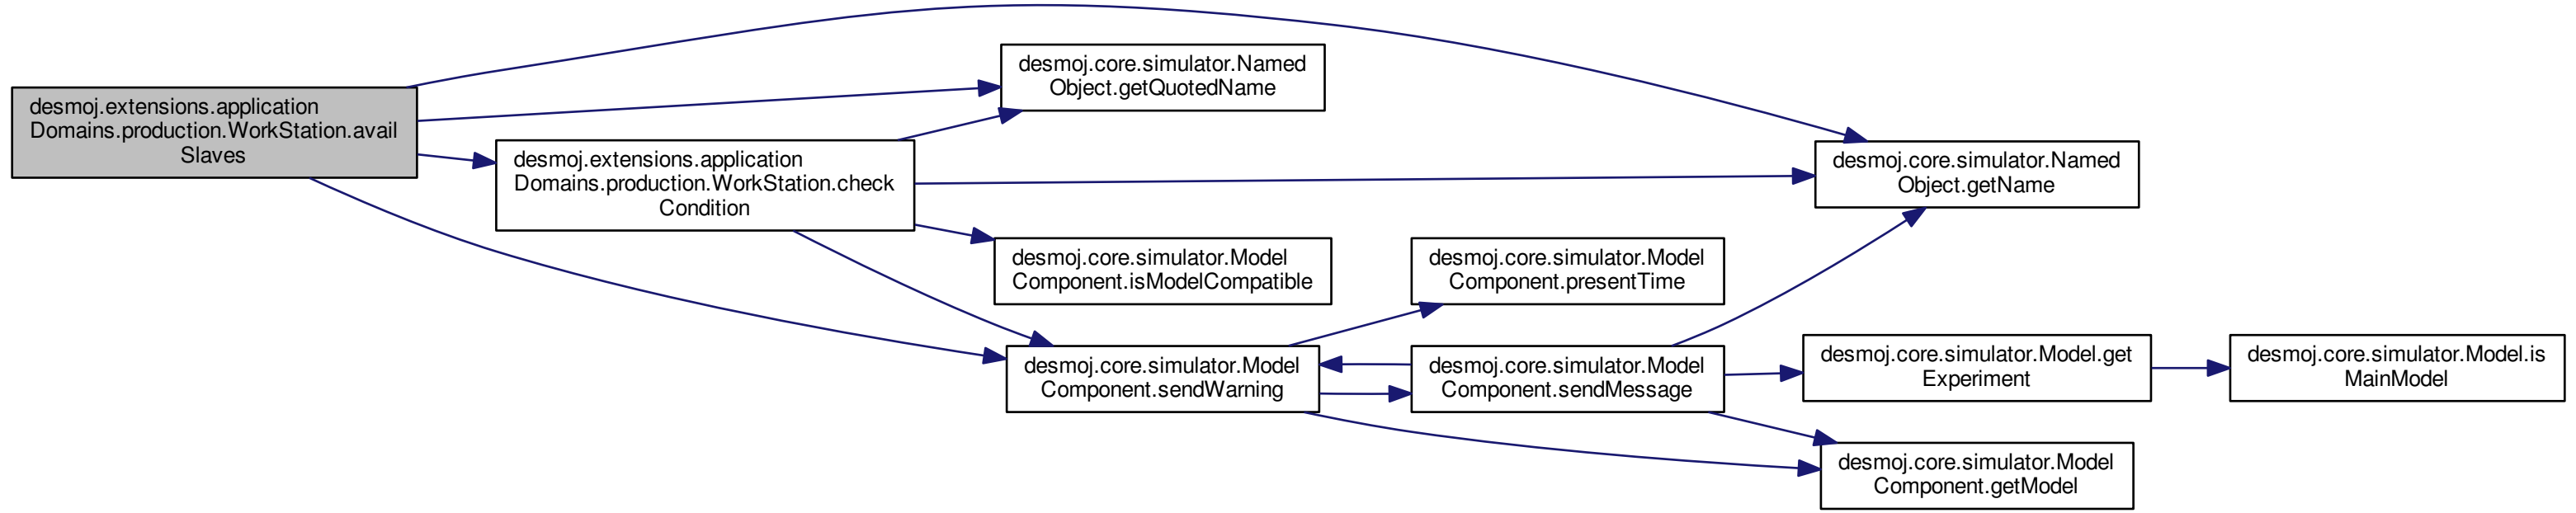 desmoj.extensions.application
Domains.production.WorkStation.avail
Slaves
desmoj.core.simulator.Named
Object.getQuotedName
desmoj.extensions.application
Domains.production.WorkStation.check
Condition
desmoj.core.simulator.Named
Object.getName
desmoj.core.simulator.Model
Component.isModelCompatible
desmoj.core.simulator.Model
Component.presentTime
desmoj.core.simulator.Model
Component.sendWarning
desmoj.core.simulator.Model
Component.sendMessage
desmoj.core.simulator.Model.get
Experiment
desmoj.core.simulator.Model.is
MainModel
desmoj.core.simulator.Model
Component.getModel